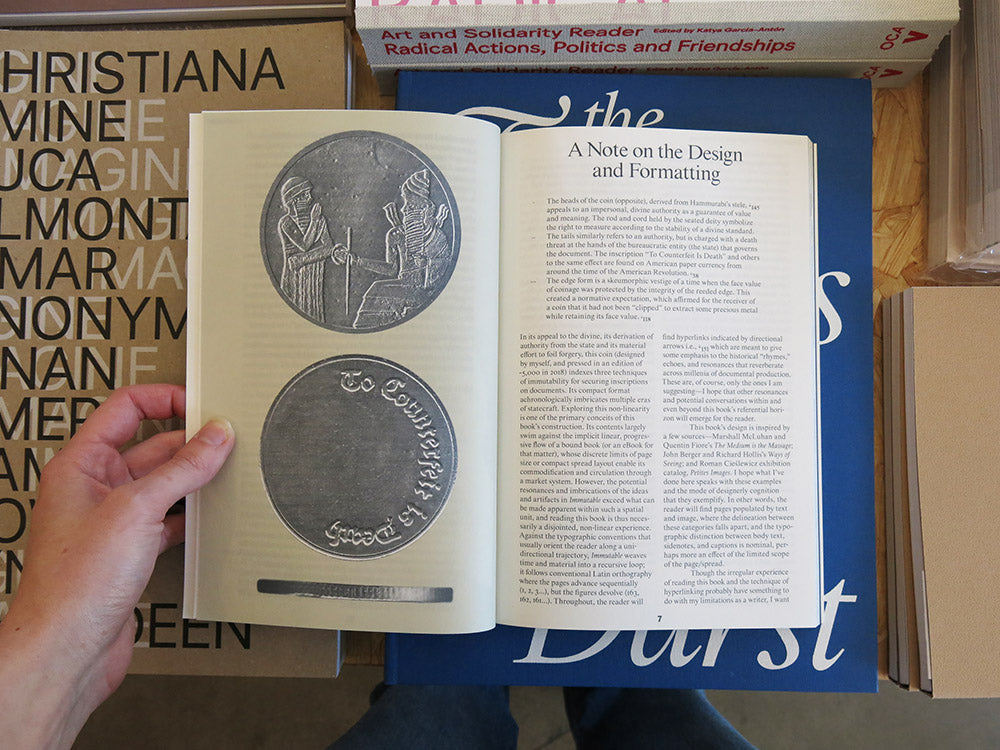 Art and Solidarity Reader Edited by Katya García-Antón
Radical Actions, Politics and Friendships
OCA
Art and Solidarity Reader Edited by Katya García-Antón
OCA
HRISTIANA
MINE
UCA
LMONT
MAR
NONYM
NAN
MER
AM
DEEN
the
Durst
To Counterfeit is
Death
A Note on the Design
and Formatting
The heads of the coin (opposite), derived from Hammurabi's stele,
appeals to an impersonal, divine authority as a guarantee of value
and meaning. The rod and cord held by the seated deity symbolize
the right to measure according to the stability of a divine standard.
The tails similarly refers to an authority, but is charged with a death
threat at the hands of the bureaucratic entity (the state) that governs
the document. The inscription "To Counterfeit Is Death" and others
to the same effect are found on American paper currency from
around the time of the American Revolution.
The edge form is a skeumorphic vestige of a time when the face value
of coinage was protected by the integrity of the reeded edge. This
created a normative expectation, which affirmed for the receiver of
a coin that it had not been "clipped" to extract some precious metal
while retaining its face value.
In its appeal to the divine, its derivation of
authority from the state and its material
effort to foil forgery, this coin (designed
by myself, and pressed in an edition of
~5,000 in 2018) indexes three techniques
of immutability for securing inscriptions
on documents. Its compact format
achronologically imbricates multiple eras
of statecraft. Exploring this non-linearity
is one of the primary conceits of this
book's construction. Its contents largely
swim against the implicit linear, progres-
sive flow of a bound book (or an eBook for
that matter), whose discrete limits of page
size or compact spread layout enable its
commodification and circulation through
a market system. However, the potential
resonances and imbrications of the ideas
and artifacts in Immutable exceed what can
be made apparent within such a spatial
unit, and reading this book is thus neces-
sarily a disjointed, non-linear experience.
Against the typographic conventions that
usually orient the reader along a uni-
directional trajectory, Immutable weaves
time and material into a recursive loop;
it follows conventional Latin orthography
where the pages advance sequentially
(1, 2, 3...), but the figures devolve (163,
162, 161...). Throughout, the reader will
find hyperlinks indicated by directional
arrows i.e., which are meant to give
some emphasis to the historical "rhymes,"
echoes, and resonances that reverberate
across millenia of documental production.
These are, of course, only the ones I am
suggesting—I hope that other resonances
and potential conversations within and
even beyond this book's referential hori-
zon will emerge for the reader.
This book's design is inspired by
a few sources—Marshall McLuhan and
Quentin Fiore's The Medium is the Massage;
John Berger and Richard Hollis's Ways of
Seeing; and Roman Cieślewicz exhibition
catalog, Petites Images. I hope what I've
done here speaks with these examples
and the mode of designerly cognition
that they exemplify. In other words, the
reader will find pages populated by text
and image, where the delineation between
these categories falls apart, and the typo-
graphic distinction between body text,
sidenotes, and captions is nominal, per-
haps more an effect of the limited scope
of the page/spread.
Though the irregular experience
of reading this book and the technique of
hyperlinking probably have something to
do with my limitations as a writer, I want
7